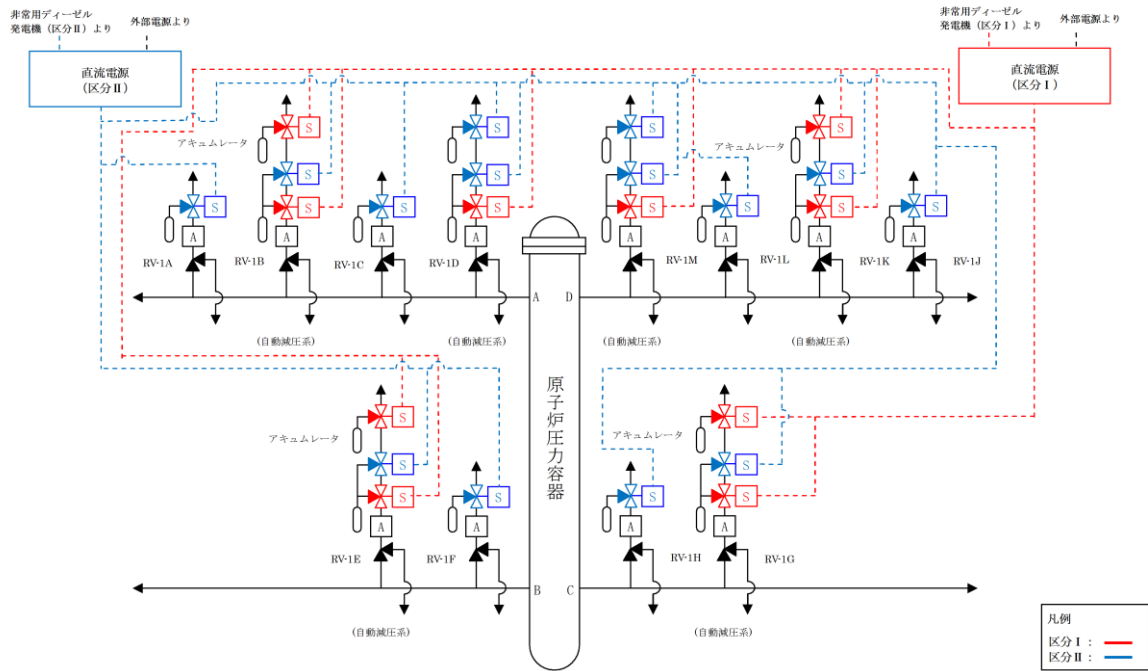 非常用ディーゼル
発電機（区分Ⅱ）より
外部電源より
直流電源
（区分Ⅱ）
非常用ディーゼル
発電機（区分Ⅰ）より
外部電源より
直流電源
（区分Ⅰ）
S
S
S
S
アキュムレータ
アキュムレータ
S
S
S
S
S
S
S
S
S
S
S
S
S
S
A
A
A
A
A
A
A
A
RV-1A
RV-1B
RV-1C
RV-1D
RV-1M
RV-1L
RV-1K
RV-1J
A
D
(自動減圧系)
(自動減圧系)
(自動減圧系)
(自動減圧系)
原子炉圧力容器
S
S
アキュムレータ
アキュムレータ
S
S
S
S
S
S
A
A
A
A
RV-1E
RV-1F
RV-1H
RV-1G
B
C
(自動減圧系)
(自動減圧系)
凡例
区分Ⅰ：
区分Ⅱ：